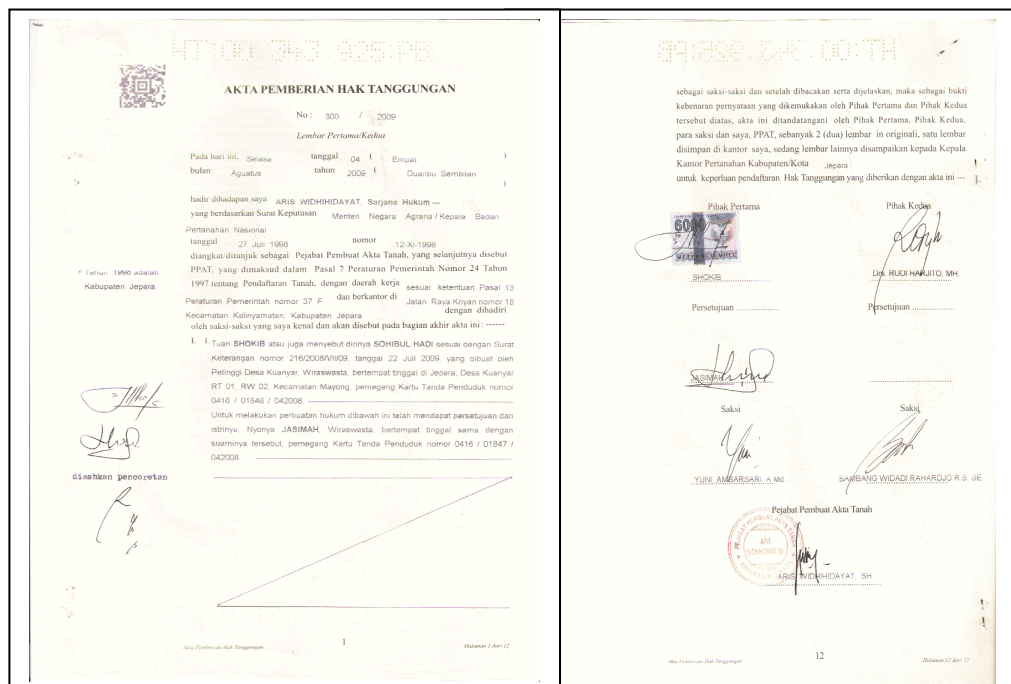 HT:00.343.925:P9
AKTA PEMBERIAN HAK TANGGUNGAN
No : 300 / 2009
Lembar Pertama/Kedua
Pada hari ini, Selasa tanggal 04 ( Empat )
bulan Agustus tahun 2009 ( Duaribu Sembilan
)
hadir dihadapan saya ARIS WIDHIHIDAYAT, Sarjana Hukum ---
yang berdasarkan Surat Keputusan Menteri Negara Agraria / Kepala Badan
Pertanahan Nasional
tanggal 27 Juli 1998 nomor 12-XI-1998
diangkat/ditunjuk sebagai Pejabat Pembuat Akta Tanah, yang selanjutnya disebut
PPAT, yang dimaksud dalam Pasal 7 Peraturan Pemerintah Nomor 24 Tahun
1997 tentang Pendaftaran Tanah, dengan daerah kerja sesuai ketentuan Pasal 13
Peraturan Pemerintah nomor 37 F dan berkantor di Jalan Raya Kriyan nomor 18
F Tahun 1998 adalah
Kabupaten Jepara.
Kecamatan Kalinyamatan, Kabupaten Jepara dengan dihadiri
oleh saksi-saksi yang saya kenal dan akan disebut pada bagian akhir akta ini : ------
1. 1. Tuan SHOKIB atau juga menyebut dirinya SOHIBUL HADI sesuai dengan Surat
Keterangan nomor 216/2008/VII/09, tanggal 22 Juli 2009, yang dibuat oleh
Petinggi Desa Kuanyar, Wiraswasta, bertempat tinggal di Jepara, Desa Kuanyar
RT 01, RW 02, Kecamatan Mayong, pemegang Kartu Tanda Penduduk nomor
0416 / 01846 / 042008.
Untuk melakukan perbuatan hukum dibawah ini telah mendapat persetujuan dari
istrinya, Nyonya JASIMAH, Wiraswasta, bertempat tinggal sama dengan
suaminya tersebut, pemegang Kartu Tanda Penduduk nomor 0416 / 01847 /
042008.
disahkan pencoretan
Akta Pemberian Hak Tanggungan
1
Halaman 1 dari 12
sebagai saksi-saksi dan setelah dibacakan serta dijelaskan, maka sebagai bukti
kebenaran pernyataan yang dikemukakan oleh Pihak Pertama dan Pihak Kedua
tersebut diatas, akta ini ditandatangani oleh Pihak Pertama, Pihak Kedua,
para saksi dan saya, PPAT, sebanyak 2 (dua) lembar in originali, satu lembar
disimpan di kantor saya, sedang lembar lainnya disampaikan kepada Kepala
Kantor Pertanahan Kabupaten/Kota Jepara
untuk keperluan pendaftaran Hak Tanggungan yang diberikan dengan akta ini ---
Pihak Pertama Pihak Kedua
6000
SHOKIB Drs. RUDI HARJITO, MH.
Persetujuan .................. Persetujuan ..................
JASIMAH
Saksi Saksi
YUNI AMBARSARI, A.Md. BAMBANG WIDADI RAHARDJO R.S. SE
Pejabat Pembuat Akta Tanah
PEJABAT PEMBUAT AKTA TANAH
ARIS
ARIS WIDHIHIDAYAT, SH
Akta Pemberian Hak Tanggungan
12
Halaman 12 dari 12